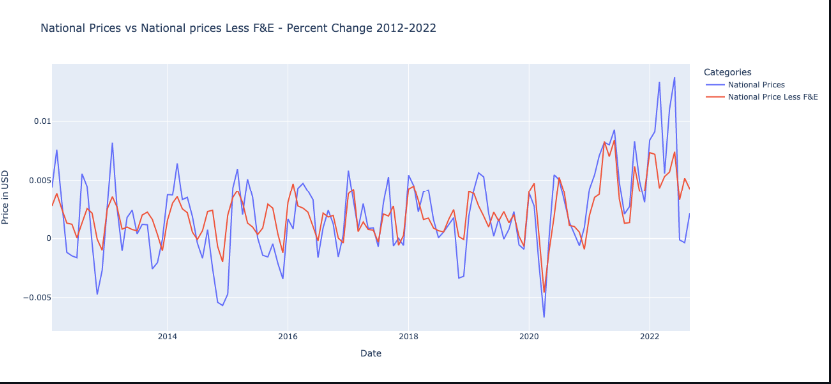 National Prices vs National prices Less F&E - Percent Change 2012-2022
Categories
National Prices
National Price Less F&E
0.01
0.005
0
−0.005
Price in USD
2014
2016
2018
2020
2022
Date